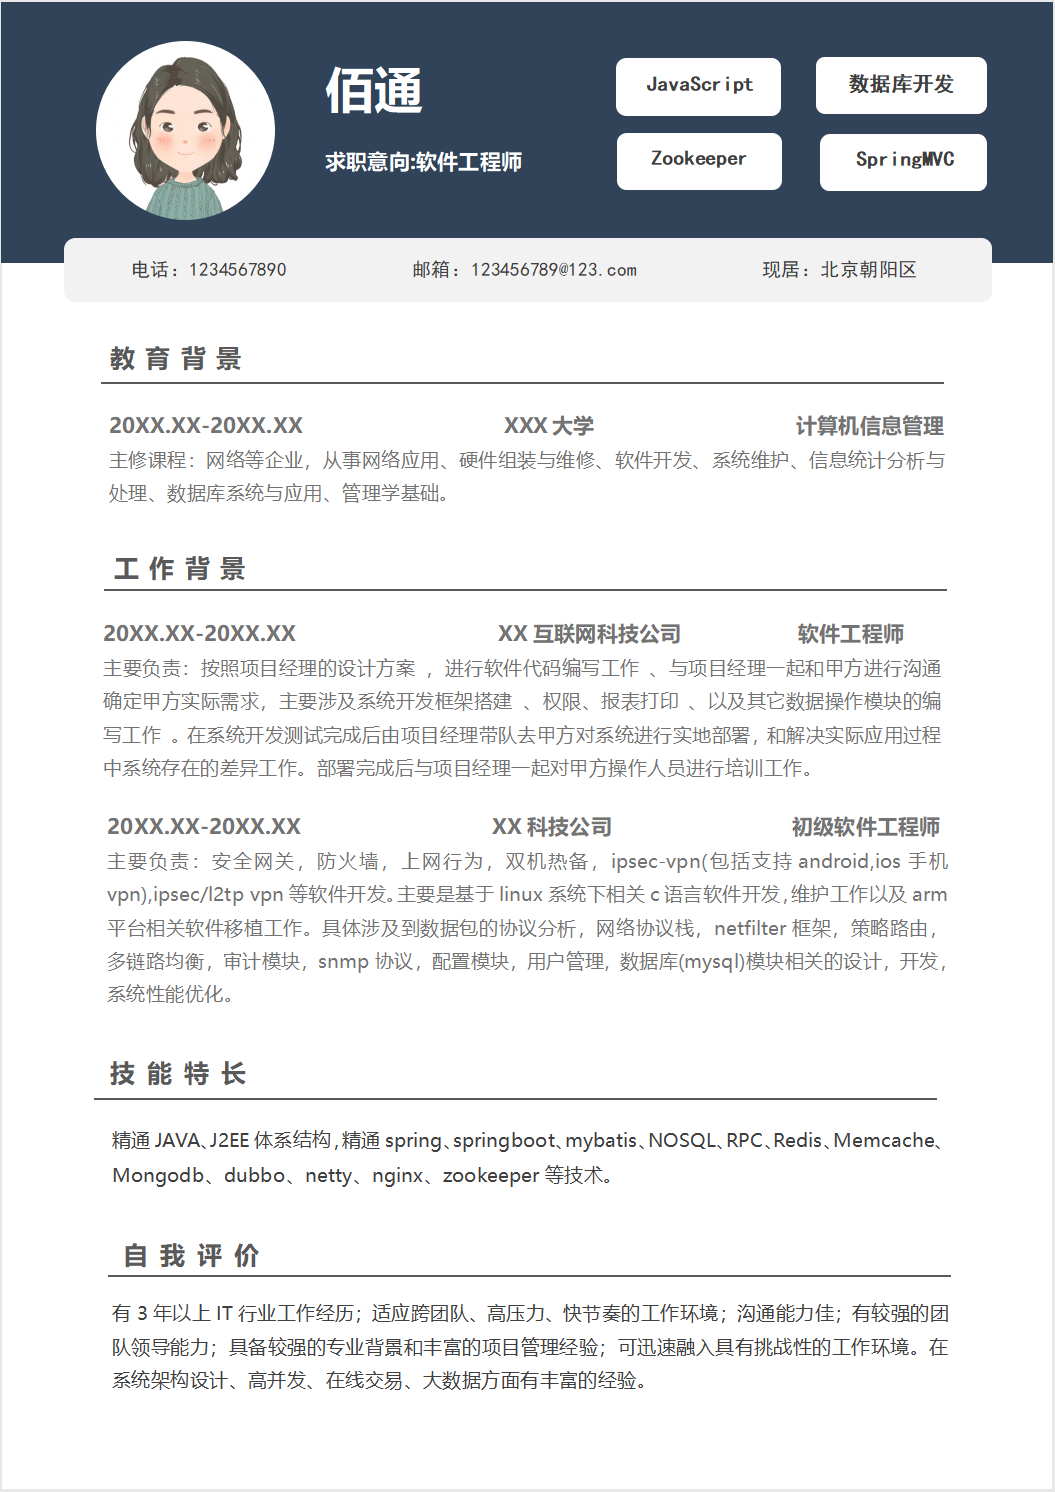 佰通
求职意向:软件工程师
JavaScript
数据库开发
Zookeeper
SpringMVC
电话：1234567890
邮箱：123456789@123.com
现居：北京朝阳区
教育背景
20XX.XX-20XX.XX XXX 大学 计算机信息管理
主修课程：网络等企业，从事网络应用、硬件组装与维修、软件开发、系统维护、信息统计分析与
处理、数据库系统与应用、管理学基础。
工作背景
20XX.XX-20XX.XX XX 互联网科技公司 软件工程师
主要负责：按照项目经理的设计方案 ，进行软件代码编写工作 、与项目经理一起和甲方进行沟通
确定甲方实际需求，主要涉及系统开发框架搭建 、权限、报表打印 、以及其它数据操作模块的编
写工作 。在系统开发测试完成后由项目经理带队去甲方对系统进行实地部署，和解决实际应用过程
中系统存在的差异工作。部署完成后与项目经理一起对甲方操作人员进行培训工作。
20XX.XX-20XX.XX XX 科技公司 初级软件工程师
主要负责：安全网关，防火墙，上网行为，双机热备，ipsec-vpn(包括支持 android,ios 手机
vpn),ipsec/l2tp vpn 等软件开发。主要是基于 linux 系统下相关 c 语言软件开发，维护工作以及 arm
平台相关软件移植工作。具体涉及到数据包的协议分析，网络协议栈，netfilter 框架，策略路由，
多链路均衡，审计模块，snmp 协议，配置模块，用户管理，数据库(mysql)模块相关的设计，开发，
系统性能优化。
技能特长
精通 JAVA、J2EE 体系结构，精通 spring、springboot、mybatis、NOSQL、RPC、Redis、Memcache、
Mongodb、dubbo、netty、nginx、zookeeper 等技术。
自我评价
有 3 年以上 IT 行业工作经历；适应跨团队、高压力、快节奏的工作环境；沟通能力佳；有较强的团
队领导能力；具备较强的专业背景和丰富的项目管理经验；可迅速融入具有挑战性的工作环境。在
系统架构设计、高并发、在线交易、大数据方面有丰富的经验。